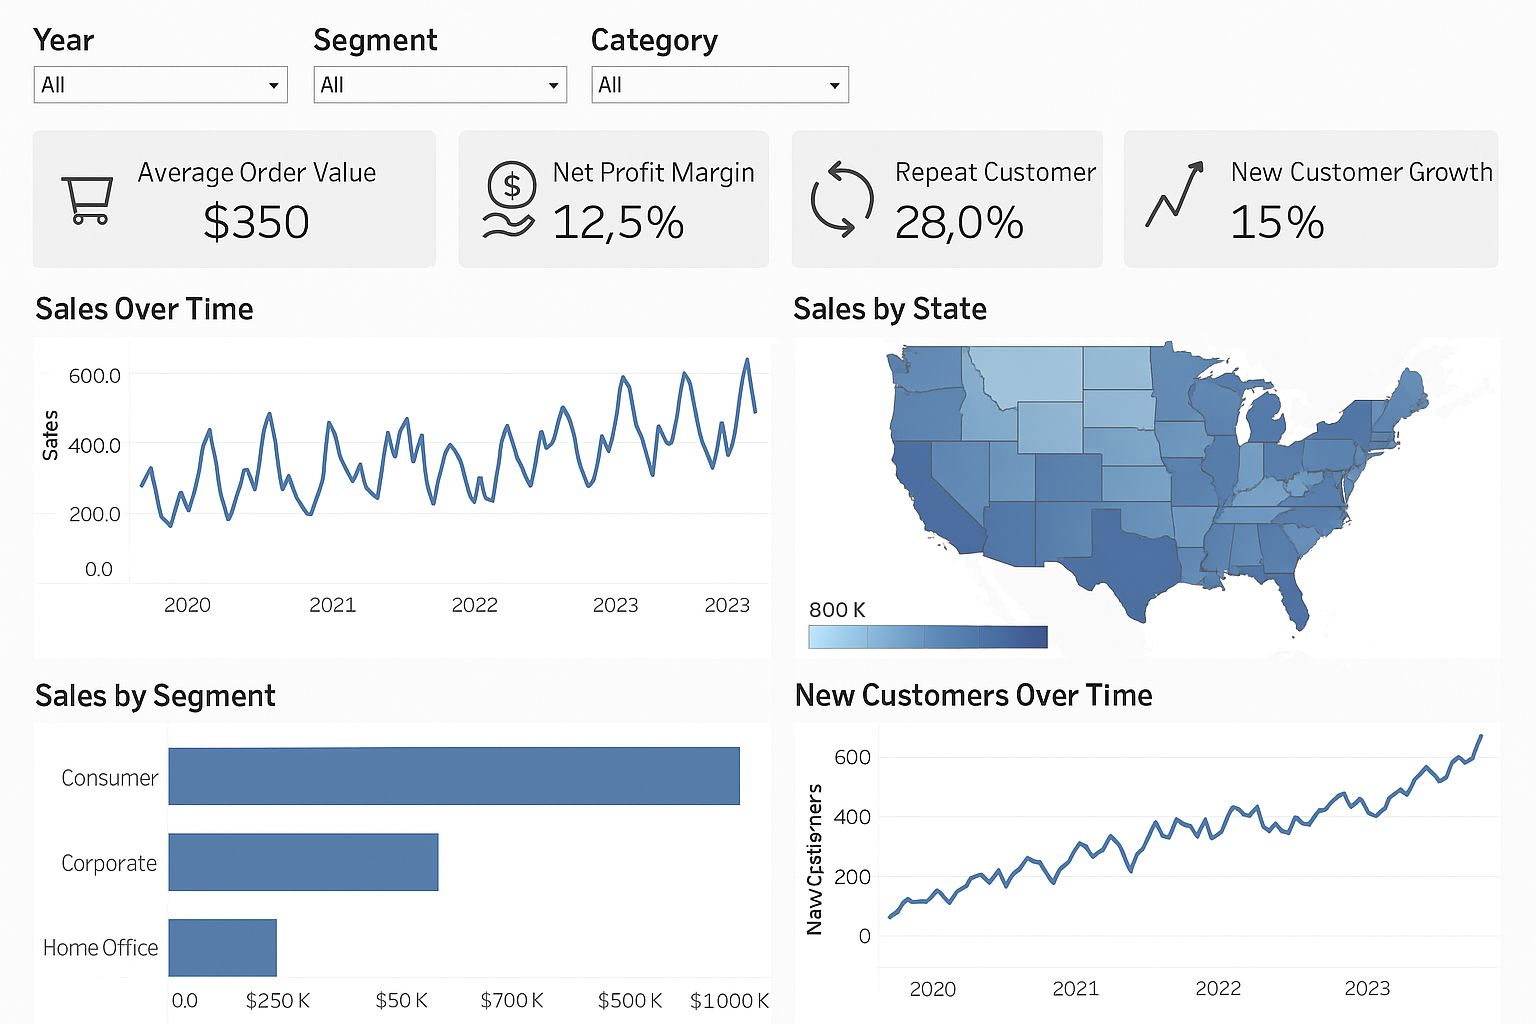 Year
Segment
Category
All
All
All
Average Order Value
$350
Net Profit Margin
12,5%
Repeat Customer
28,0%
New Customer Growth
15%
Sales Over Time
600.0
400.0
200.0
0.0
2020
2021
2022
2023
2023
Sales by State
800 K
Sales by Segment
Consumer
Corporate
Home Office
0.0
$250 K
$50 K
$700 K
$500 K
$1000 K
New Customers Over Time
600
400
200
0
2020
2021
2022
2023